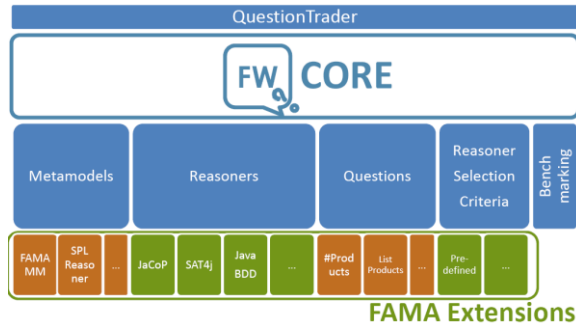 QuestionTrader
FW CORE
Metamodels
Reasoners
Questions
Reasoner
Selection
Criteria
Bench
marking
FAMA
MM
SPL
Reaso
ner
...
JaCoP
SAT4j
Java
BDD
...
#Prod
ucts
List
Products
...
Pre-
defined
...
FAMA Extensions